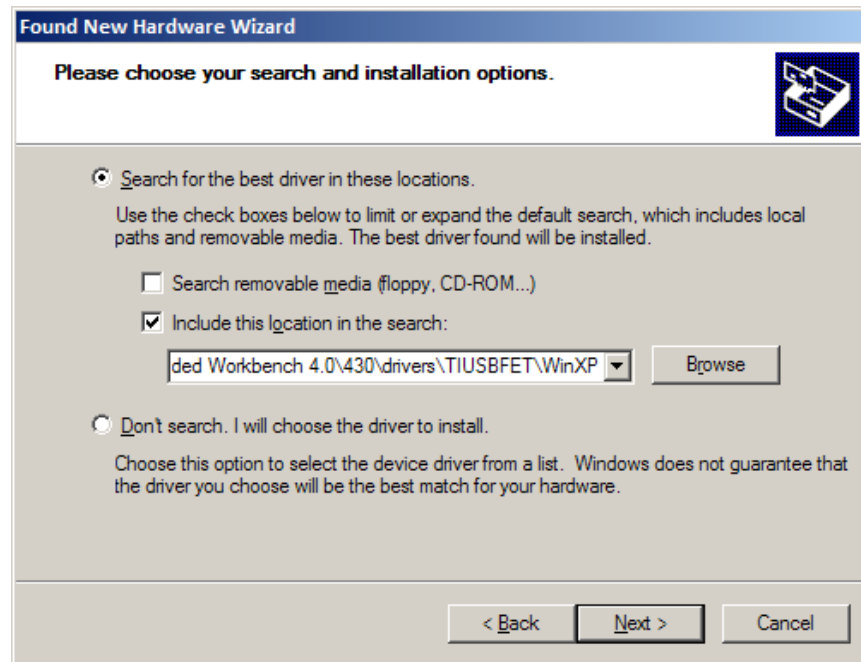 Found New Hardware Wizard
Please choose your search and installation options.
Search for the best driver in these locations.
Use the check boxes below to limit or expand the default search, which includes local
paths and removable media. The best driver found will be installed.
Search removable media (floppy, CD-ROM...)
Include this location in the search:
ded Workbench 4.0\430\drivers\TIUSBFET\WinXP
Browse
Don't search. I will choose the driver to install.
Choose this option to select the device driver from a list. Windows does not guarantee that
the driver you choose will be the best match for your hardware.
< Back Next > Cancel